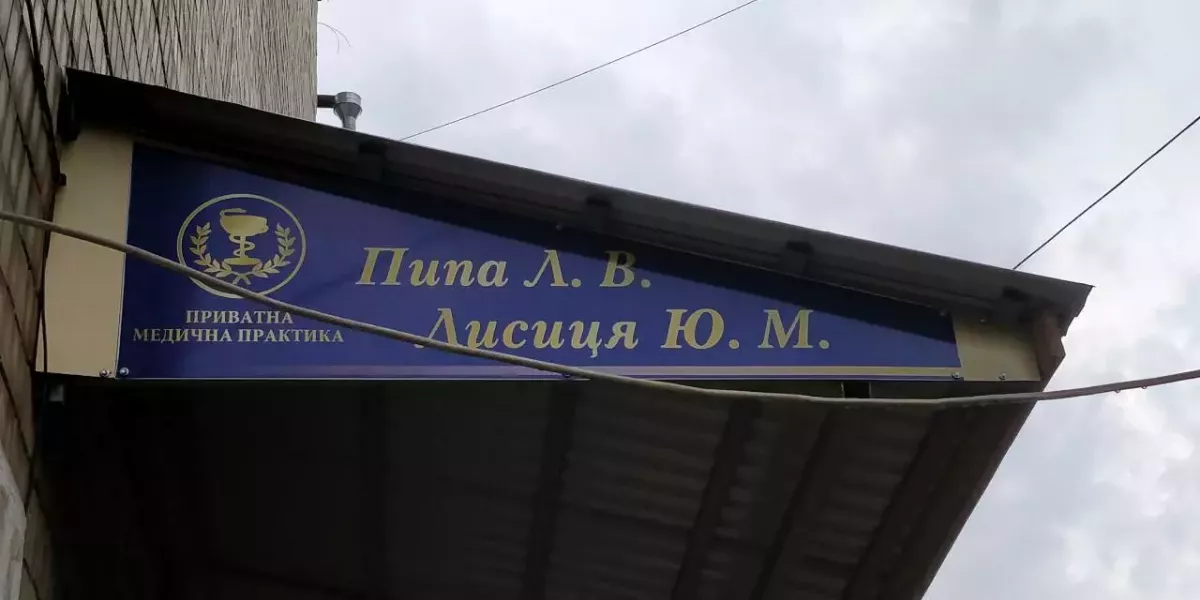 Пипа Л. В.
Лисиця Ю. М.
ПРИВАТНА
МЕДИЧНА ПРАКТИКА